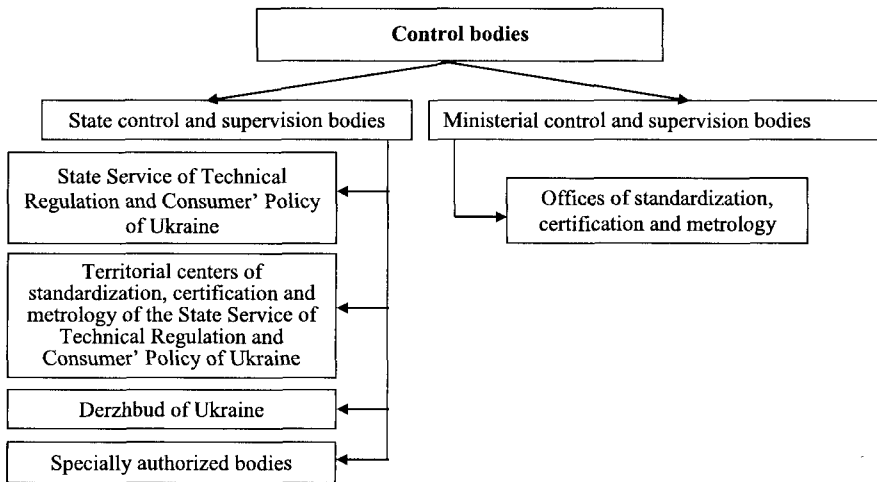 Control bodies
State control and supervision bodies
Ministerial control and supervision bodies
State Service of Technical
Regulation and Consumer’ Policy
of Ukraine
Offices of standardization,
certification and metrology
Territorial centers of
standardization, certification and
metrology of the State Service of
Technical Regulation and
Consumer’ Policy of Ukraine
Derzhbud of Ukraine
Specially authorized bodies